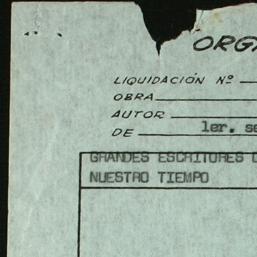 ORG
LIQUIDACIÓN Nº
OBRA
AUTOR
DE 1er. se
GRANDES ESCRITORES D
NUESTRO TIEMPO